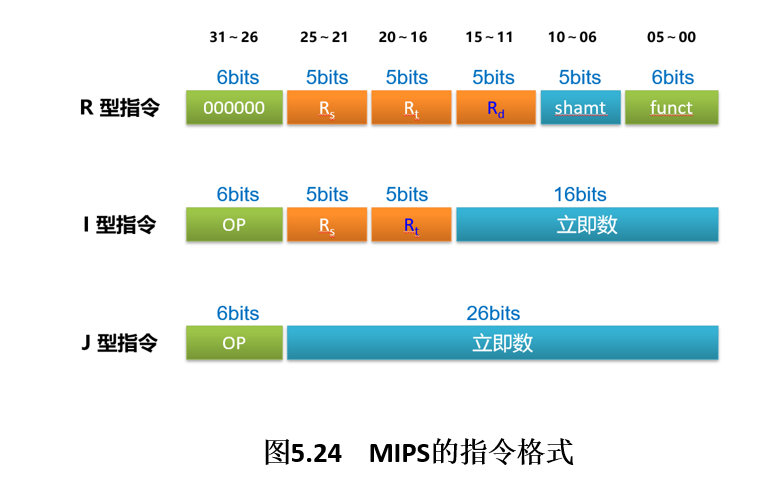 31～26 25～21 20～16 15～11 10～06 05～00
6bits 5bits 5bits 5bits 5bits 6bits
R 型指令 000000 Rs Rt Rd shamt funct
6bits 5bits 5bits 16bits
I 型指令 OP Rs Rt 立即数
6bits 26bits
J 型指令 OP 立即数
图5.24 MIPS的指令格式